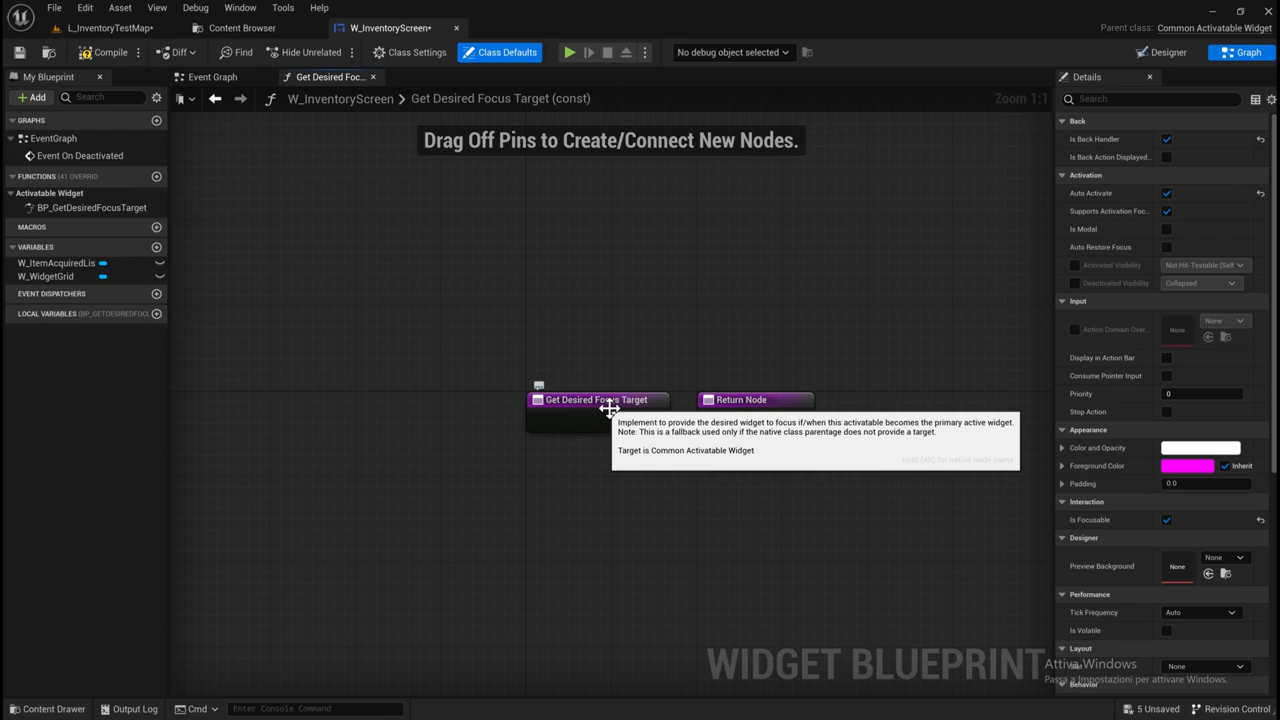 File Edit Asset View Debug Window Tools Help
L_InventoryTestMap•
Content Browser
W_InventoryScreen•
Parent class: Common Activatable Widget
Compile
Diff
Find
Hide Unrelated
Class Settings
Class Defaults
No debug object selected
Designer
Graph
My Blueprint
Event Graph
Get Desired Foc...
Details
Add
Search
W_InventoryScreen > Get Desired Focus Target (const)
Zoom 1:1
Search
Drag Off Pins to Create/Connect New Nodes.
GRAPHS
EventGraph
Event On Deactivated
FUNCTIONS (41 OVERRID
Activatable Widget
BP_GetDesiredFocusTarget
MACROS
VARIABLES
W_ItemAcquiredLis
W_WidgetGrid
EVENT DISPATCHERS
LOCAL VARIABLES (BP_GETDESIREDFOCU
Get Desired Focus Target
Return Node
Implement to provide the desired widget to focus if/when this activatable becomes the primary active widget.
Note: This is a fallback used only if the native class parentage does not provide a target.
Target is Common Activatable Widget
hold (Alt) for native node name
Back
Is Back Handler
Is Back Action Displayed...
Activation
Auto Activate
Supports Activation Foc...
Is Modal
Auto Restore Focus
Activated Visibility
Not Hit-Testable (Self
Deactivated Visibility
Collapsed
Input
Action Domain Over...
None
None
Display in Action Bar
Consume Pointer Input
Priority
0
Stop Action
Appearance
Color and Opacity
Foreground Color
Inherit
Padding
0.0
Interaction
Is Focusable
Designer
Preview Background
None
None
Performance
Tick Frequency
Auto
Is Volatile
Layout
None
Behavior
WIDGET BLUEPRINT
Attiva Windows
Passa a Impostazioni per attivare Windows.
Content Drawer
Output Log
Cmd
Enter Console Command
5 Unsaved
Revision Control